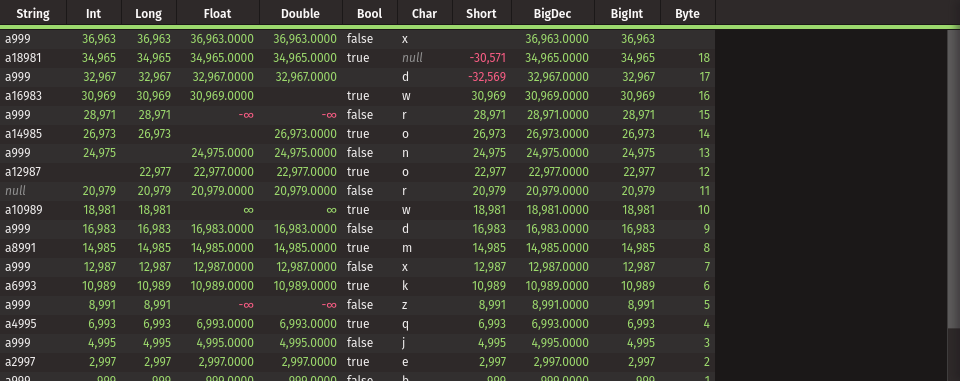 String Int Long Float Double Bool Char Short BigDec BigInt Byte
a999 36,963 36,963 36,963.0000 36,963.0000 false x 36,963.0000 36,963
a18981 34,965 34,965 34,965.0000 34,965.0000 true null -30,571 34,965.0000 34,965 18
a999 32,967 32,967 32,967.0000 32,967.0000 d -32,569 32,967.0000 32,967 17
a16983 30,969 30,969 30,969.0000 true w 30,969 30,969.0000 30,969 16
a999 28,971 28,971 -∞ -∞ false r 28,971 28,971.0000 28,971 15
a14985 26,973 26,973 26,973.0000 true o 26,973 26,973.0000 26,973 14
a999 24,975 24,975.0000 24,975.0000 false n 24,975 24,975.0000 24,975 13
a12987 22,977 22,977.0000 22,977.0000 true o 22,977 22,977.0000 22,977 12
null 20,979 20,979 20,979.0000 20,979.0000 false r 20,979 20,979.0000 20,979 11
a10989 18,981 18,981 ∞ ∞ true w 18,981 18,981.0000 18,981 10
a999 16,983 16,983 16,983.0000 16,983.0000 false d 16,983 16,983.0000 16,983 9
a8991 14,985 14,985 14,985.0000 14,985.0000 true m 14,985 14,985.0000 14,985 8
a999 12,987 12,987 12,987.0000 12,987.0000 false x 12,987 12,987.0000 12,987 7
a6993 10,989 10,989 10,989.0000 10,989.0000 true k 10,989 10,989.0000 10,989 6
a999 8,991 8,991 -∞ -∞ false z 8,991 8,991.0000 8,991 5
a4995 6,993 6,993 6,993.0000 6,993.0000 true q 6,993 6,993.0000 6,993 4
a999 4,995 4,995 4,995.0000 4,995.0000 false j 4,995 4,995.0000 4,995 3
a2997 2,997 2,997 2,997.0000 2,997.0000 true e 2,997 2,997.0000 2,997 2
a999 999 999 999.0000 999.0000 false 999 999.0000 999 1